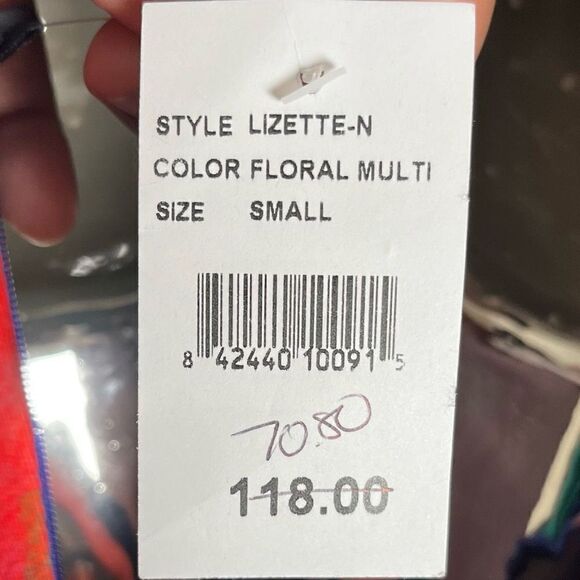 STYLE LIZETTE-N
COLOR FLORAL MULTI
SIZE SMALL
8 42440 10091 5
70.80
118.00